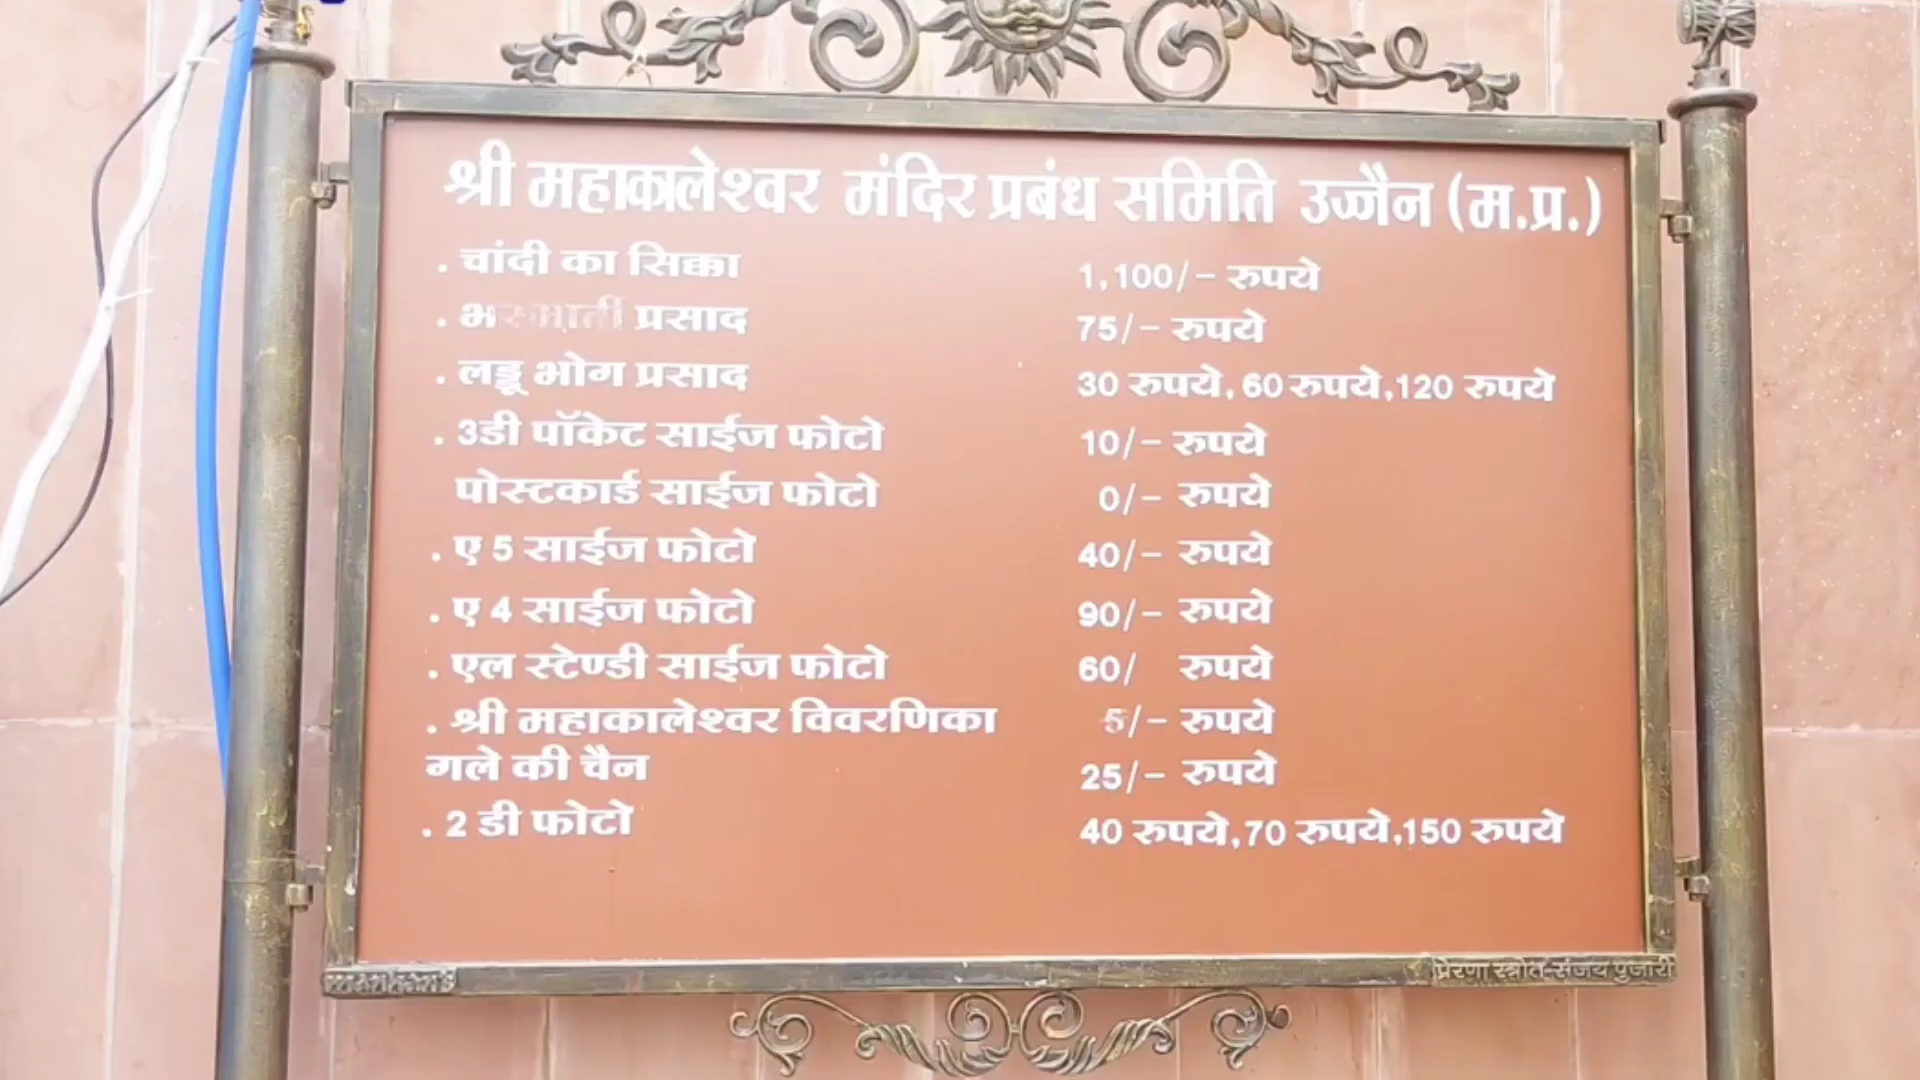 श्री महाकालेश्वर मंदिर प्रबंध समिति उज्जैन (म.प्र.)
. चांदी का सिक्का 1,100/- रुपये
. भस्मार्ती प्रसाद 75/- रुपये
. लड्डू भोग प्रसाद 30 रुपये, 60 रुपये,120 रुपये
. 3डी पॉकेट साईज फोटो 10/- रुपये
पोस्टकार्ड साईज फोटो 0/- रुपये
. ए 5 साईज फोटो 40/- रुपये
. ए 4 साईज फोटो 90/- रुपये
. एल स्टेण्डी साईज फोटो 60/ रुपये
. श्री महाकालेश्वर विवरणिका 5/- रुपये
गले की चैन 25/- रुपये
. 2 डी फोटो 40 रुपये,70 रुपये,150 रुपये
प्रेरणा स्त्रोत-संजय पुजारी